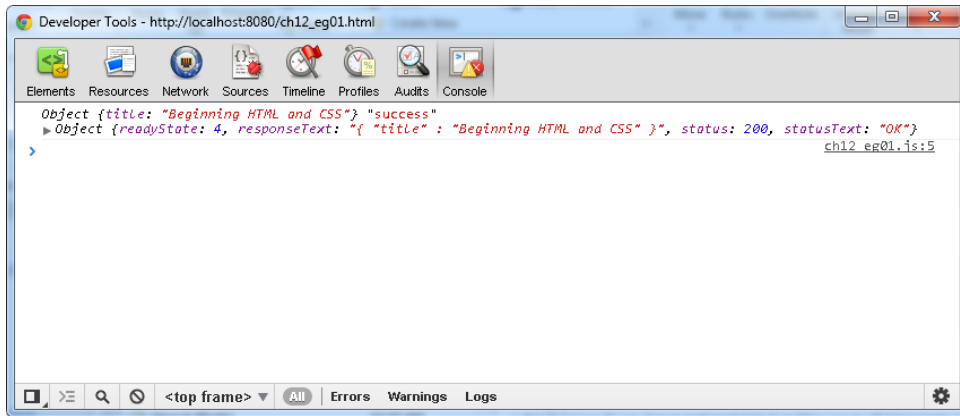 Developer Tools - http://localhost:8080/ch12_eg01.html
Elements Resources Network Sources Timeline Profiles Audits Console
Object {title: "Beginning HTML and CSS"} "success"
▶ Object {readyState: 4, responseText: "{ "title" : "Beginning HTML and CSS" }", status: 200, statusText: "OK"}
ch12_eg01.js:5
>
<top frame> ▼ All Errors Warnings Logs